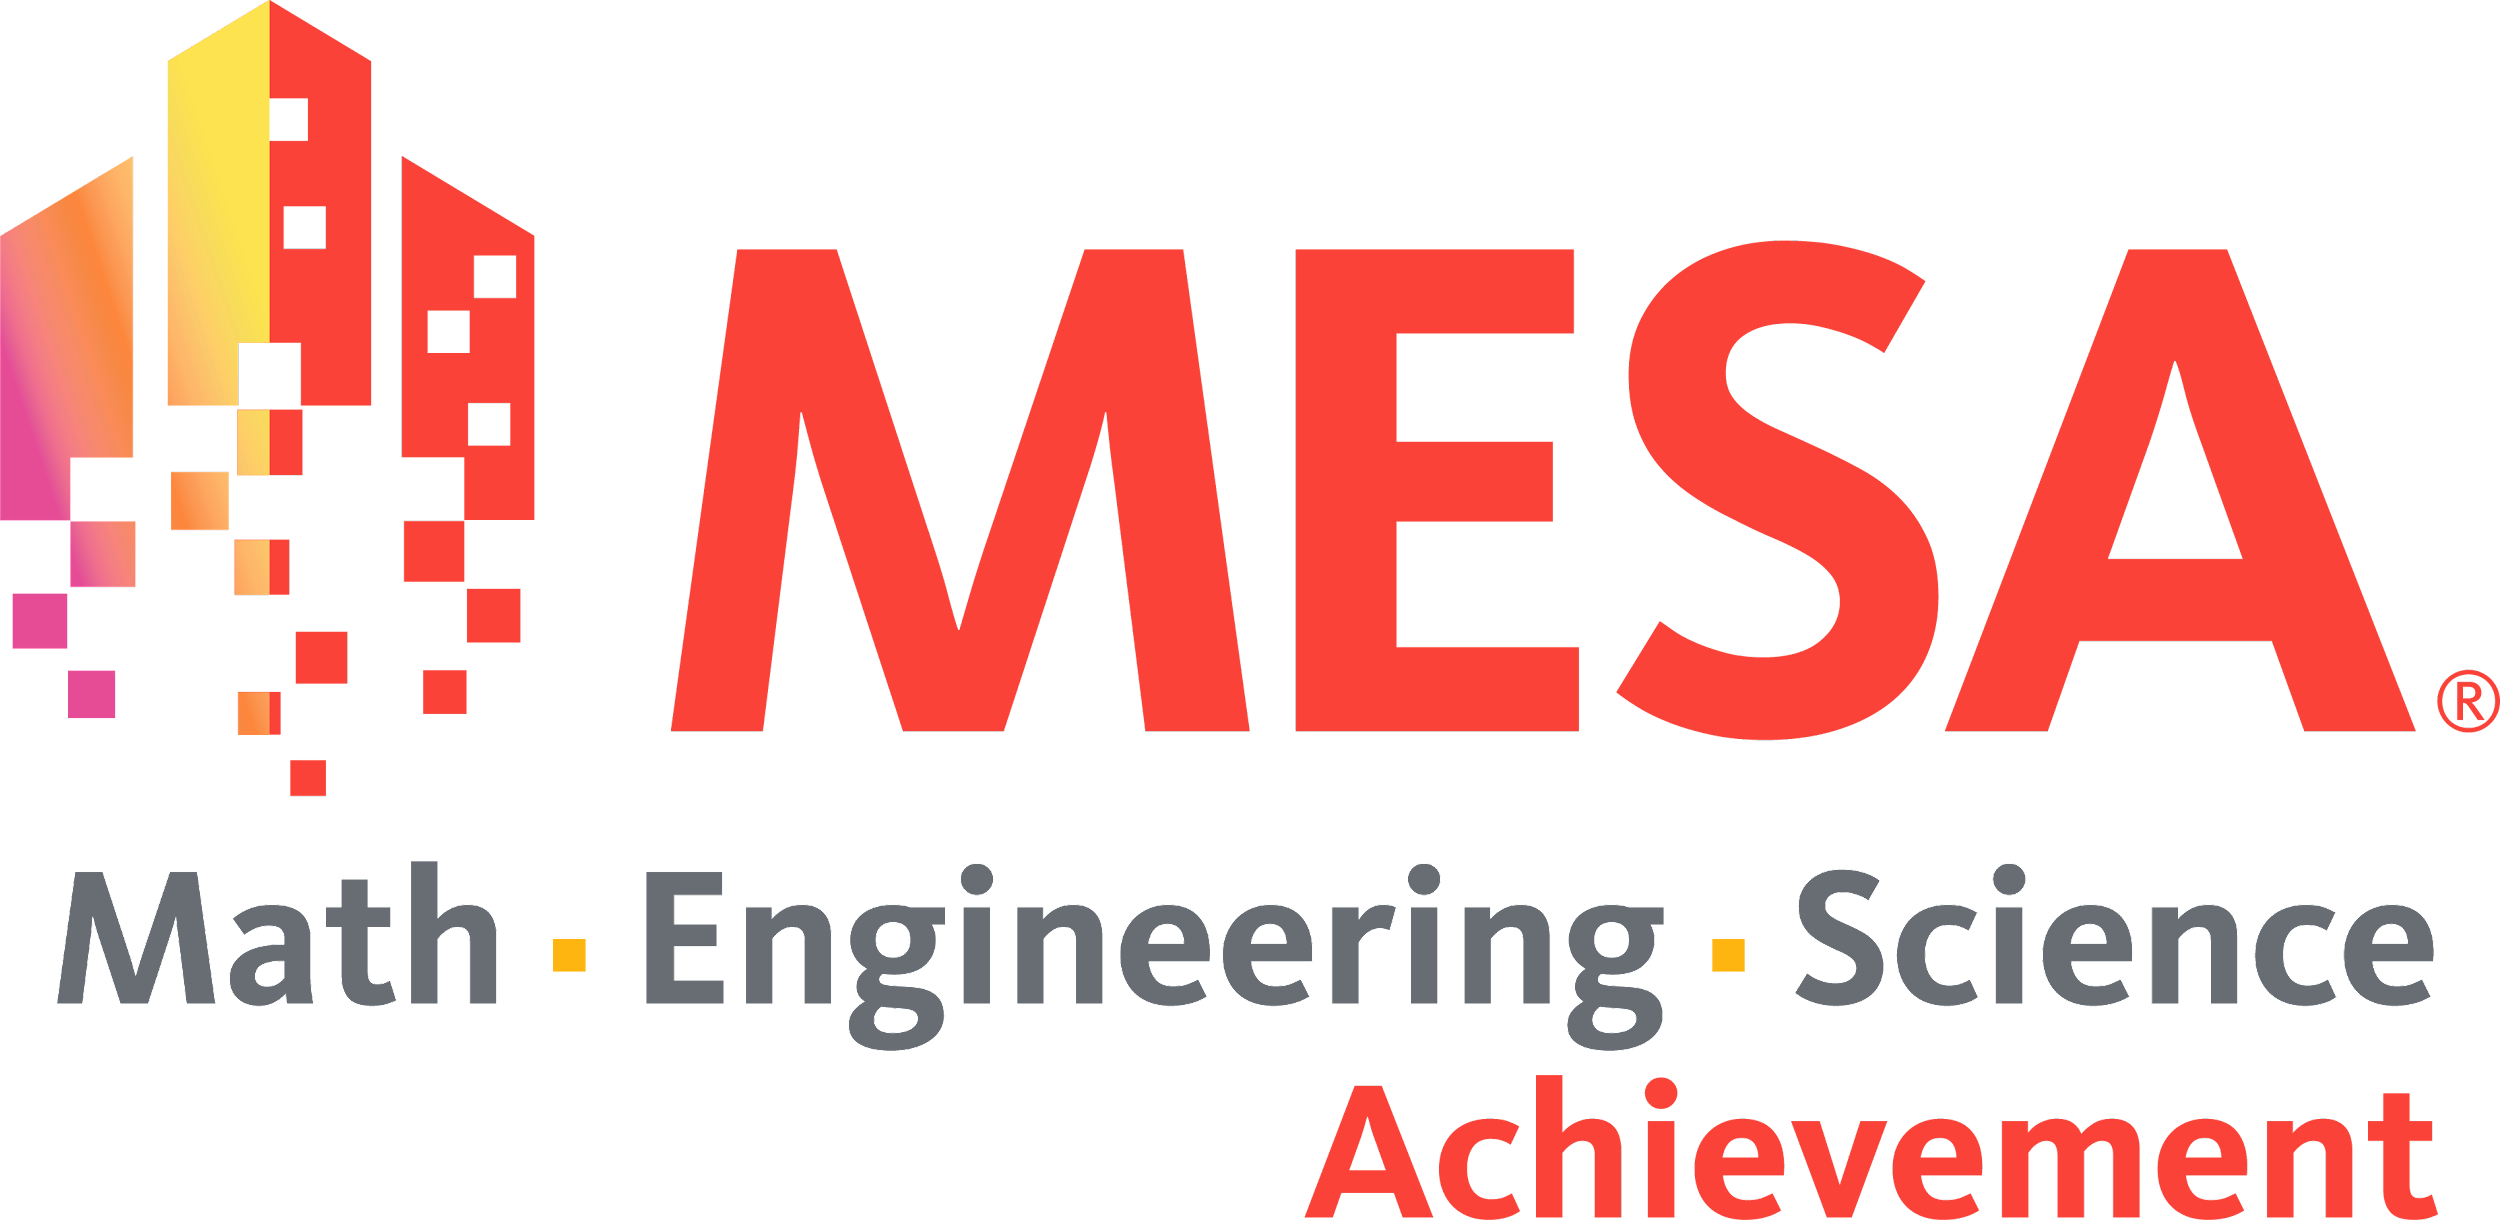 MESA®
Math · Engineering · Science
Achievement